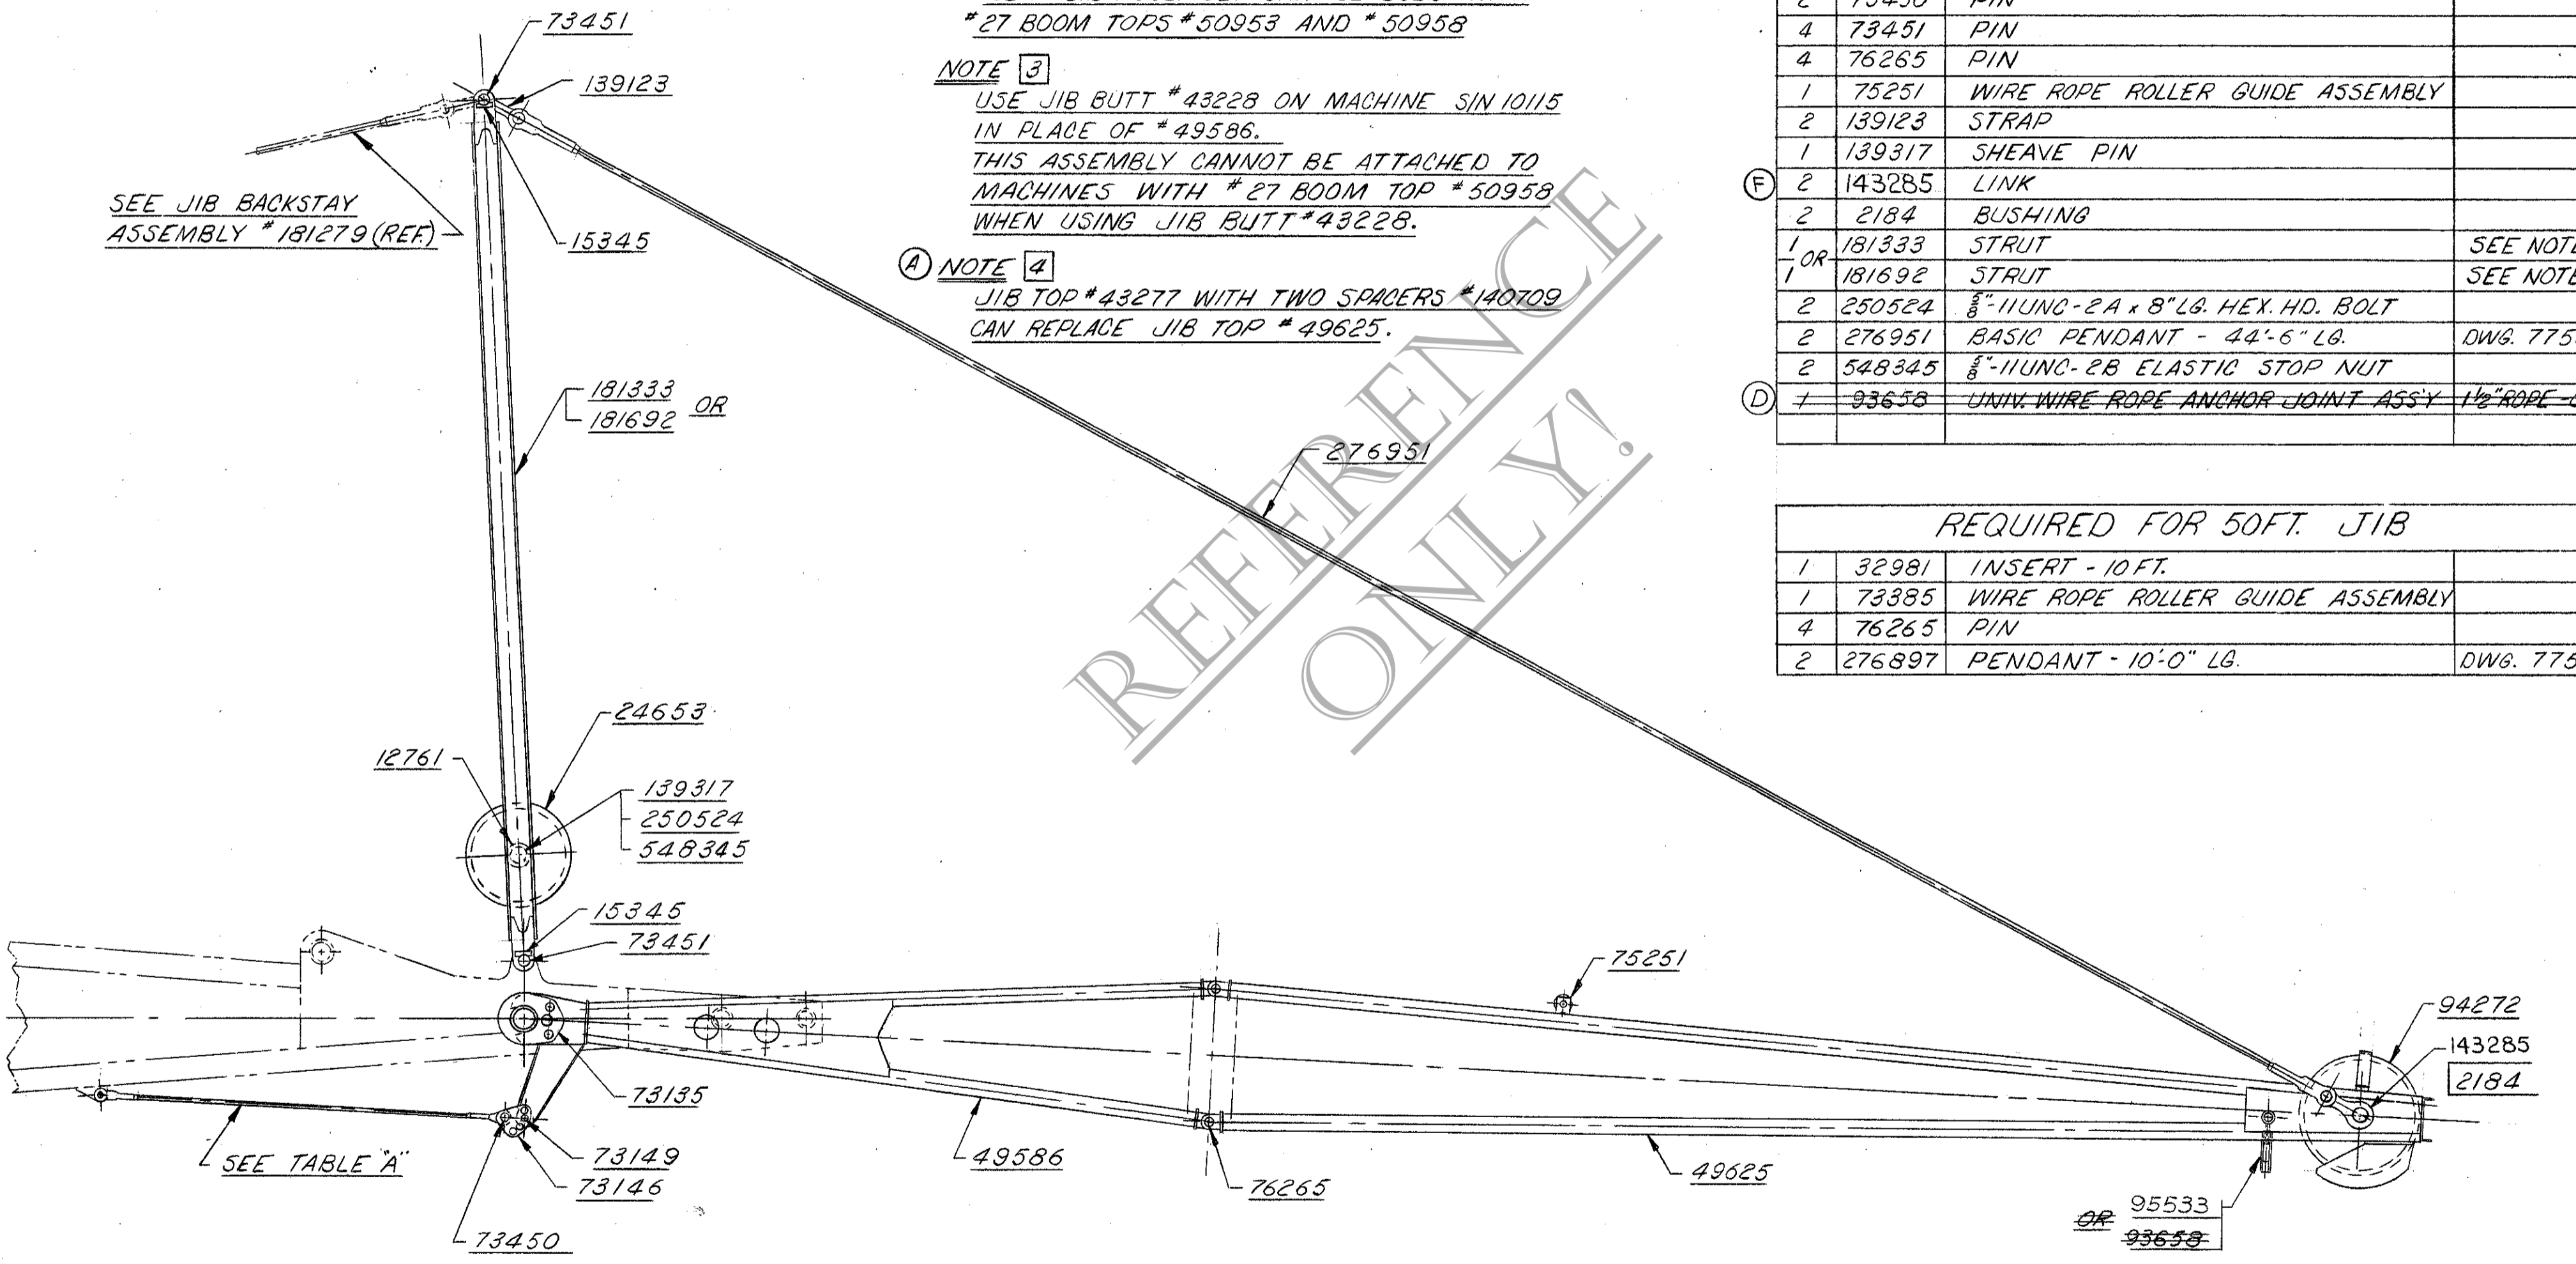 #27 BOOM TOPS #50953 AND #50958
NOTE 3
USE JIB BUTT #43228 ON MACHINE S/N 10115
IN PLACE OF #49586.
THIS ASSEMBLY CANNOT BE ATTACHED TO
MACHINES WITH #27 BOOM TOP #50958
WHEN USING JIB BUTT #43228.
A NOTE 4
JIB TOP #43277 WITH TWO SPACERS #140709
CAN REPLACE JIB TOP #49625.
2 73450 PIN
4 73451 PIN
4 76265 PIN
1 75251 WIRE ROPE ROLLER GUIDE ASSEMBLY
2 139123 STRAP
1 139317 SHEAVE PIN
F 2 143285 LINK
2 2184 BUSHING
1 181333 STRUT SEE NOTE
OR
1 181692 STRUT SEE NOTE
2 250524 5/8"-11UNC-2A x 8" LG. HEX. HD. BOLT
2 276951 BASIC PENDANT - 44'-6" LG. DWG. 775
2 548345 5/8"-11UNC-2B ELASTIC STOP NUT
D 1 93658 UNIV. WIRE ROPE ANCHOR JOINT ASS'Y 1 1/2" ROPE
REQUIRED FOR 50FT. JIB
1 32981 INSERT - 10 FT.
1 73385 WIRE ROPE ROLLER GUIDE ASSEMBLY
4 76265 PIN
2 276897 PENDANT - 10'-0" LG. DWG. 775
73451
139123
SEE JIB BACKSTAY
ASSEMBLY #181279 (REF.)
15345
181333
OR
181692
276951
REFERENCE
ONLY!
24653
12761
139317
250524
548345
15345
73451
75251
94272
143285
2184
73135
SEE TABLE "A"
73149
73146
73450
49586
76265
49625
95533
OR
93658